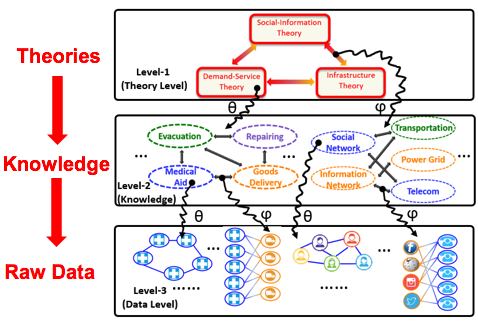 Social-Information
Theory
Theories
Level-1
(Theory Level)
Demand-Service
Theory
Infrastructure
Theory
θ
φ
Evacuation
Repairing
Social
Network
Transportation
...
...
Knowledge
Power Grid
...
Medical
Aid
Goods
Delivery
Information
Network
Telecom
Level-2
(Knowledge)
θ
φ
θ
φ
...
...
Raw Data
Level-3
(Data Level)
......
......